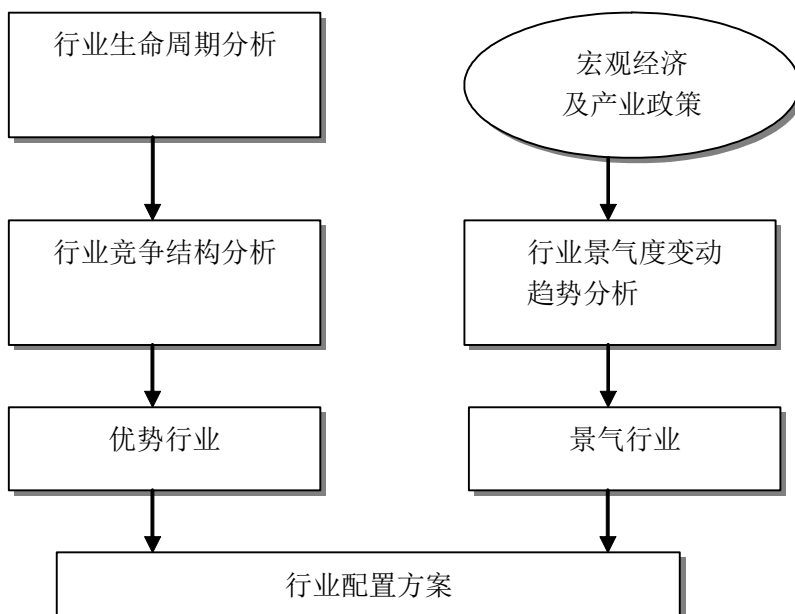 行业生命周期分析
宏观经济
及产业政策
行业竞争结构分析
行业景气度变动
趋势分析
优势行业
景气行业
行业配置方案